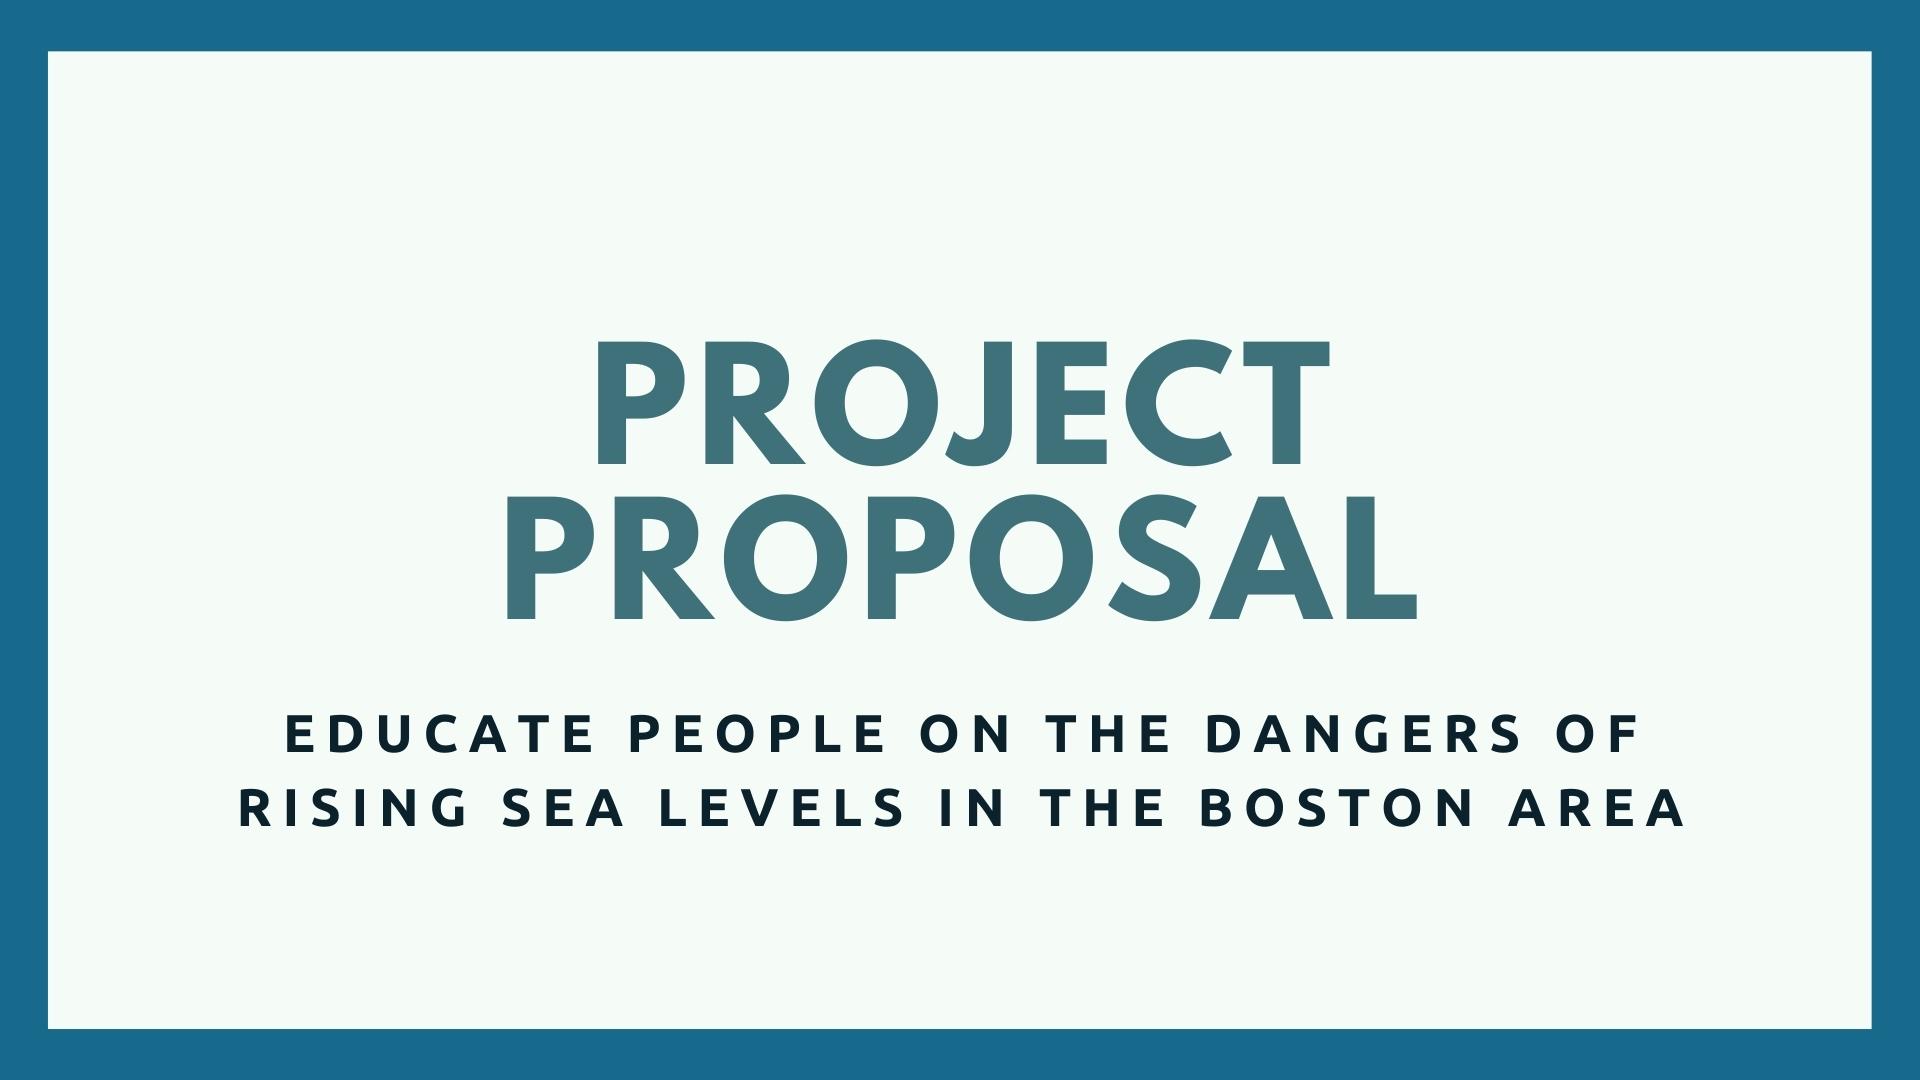 PROJECT
PROPOSAL
EDUCATE PEOPLE ON THE DANGERS OF
RISING SEA LEVELS IN THE BOSTON AREA